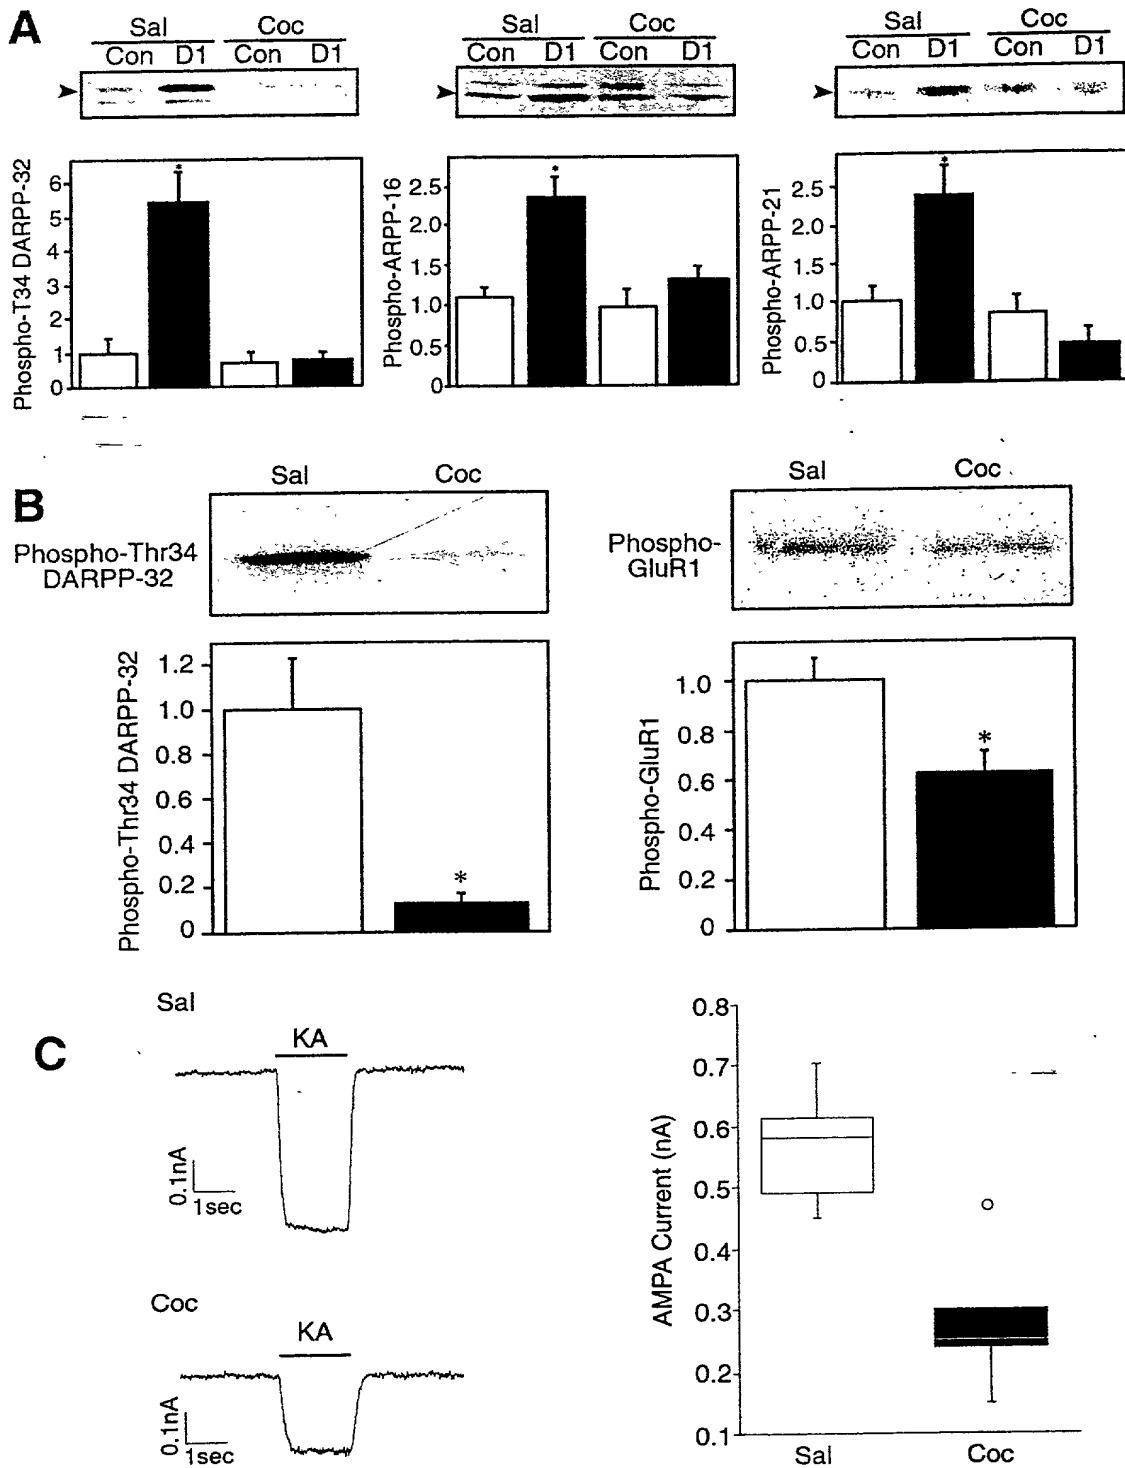 A
Sal Coc
Con D1 Con D1
Phospho-T34 DARPP-32
6
5
4
3
2
1
0
*
Sal Coc
Con D1 Con D1
Phospho-ARPP-16
2.5
2.0
1.5
1.0
0.5
0
*
Sal Coc
Con D1 Con D1
Phospho-ARPP-21
2.5
2.0
1.5
1.0
0.5
0
*
B
Sal Coc
Phospho-Thr34
DARPP-32
Phospho-Thr34 DARPP-32
1.2
1.0
0.8
0.6
0.4
0.2
0
*
Sal Coc
Phospho-
GluR1
Phospho-GluR1
1.0
0.8
0.6
0.4
0.2
0
*
C
Sal
KA
0.1nA
1sec
Coc
KA
0.1nA
1sec
AMPA Current (nA)
0.8
0.7
0.6
0.5
0.4
0.3
0.2
0.1
Sal Coc